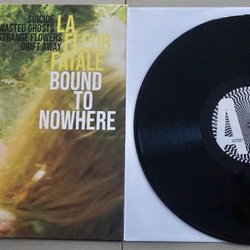 SUICIDE
WASTED GHOSTS
STRANGE FLOWERS
DRIFT AWAY
LA
FLEUR
FATALE
BOUND
TO
NOWHERE
A